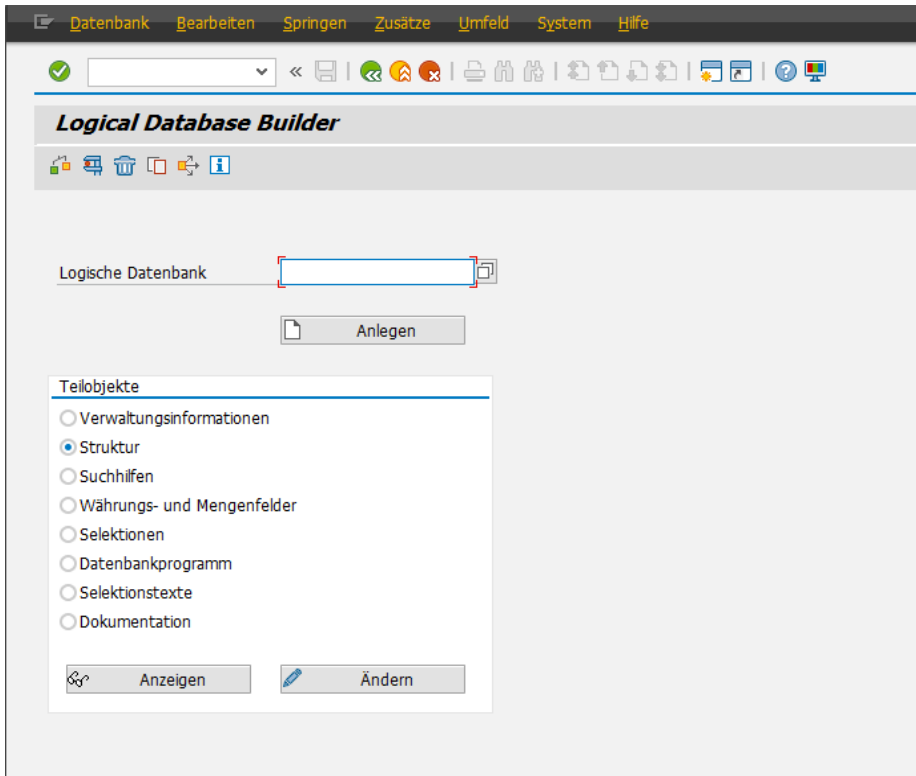 Datenbank Bearbeiten Springen Zusätze Umfeld System Hilfe
Logical Database Builder
Logische Datenbank
Anlegen
Teilobjekte
Verwaltungsinformationen
Struktur
Suchhilfen
Währungs- und Mengenfelder
Selektionen
Datenbankprogramm
Selektionstexte
Dokumentation
Anzeigen Ändern